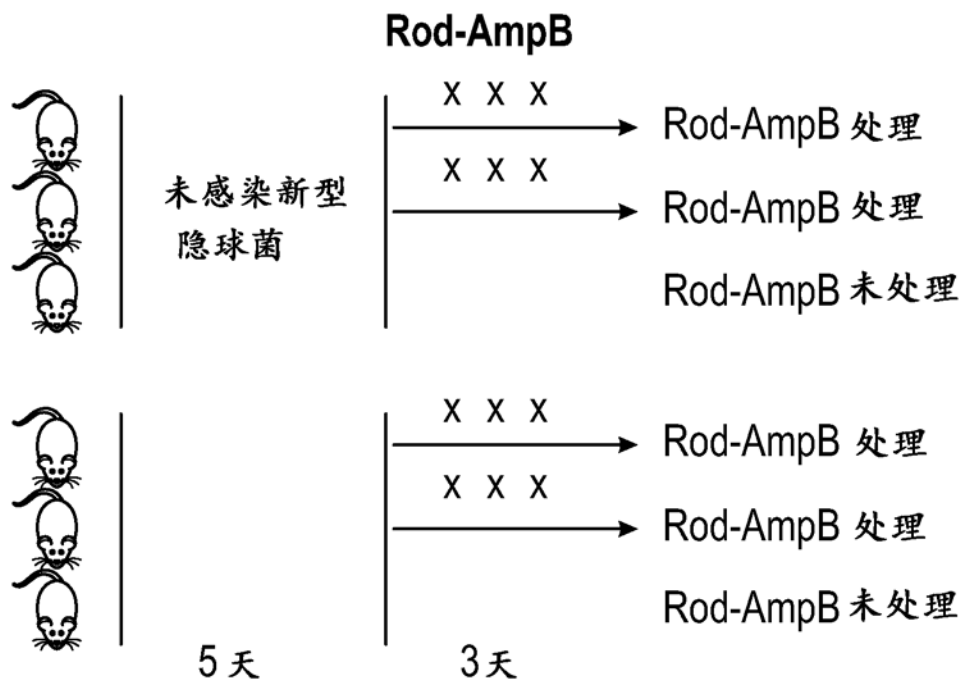 Rod-AmpB
X X X
Rod-AmpB 处理
X X X
未感染新型
隐球菌
Rod-AmpB 处理
Rod-AmpB 未处理
X X X
Rod-AmpB 处理
X X X
Rod-AmpB 处理
Rod-AmpB 未处理
5 天
3 天